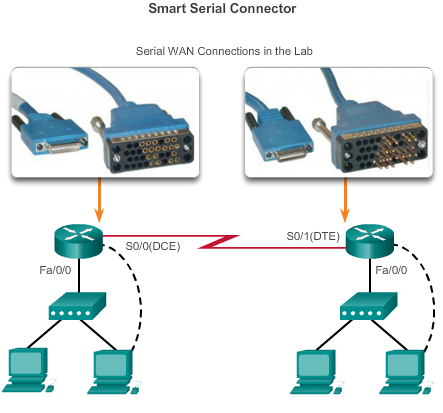 Smart Serial Connector
Serial WAN Connections in the Lab
S0/0(DCE)
S0/1(DTE)
Fa/0/0
Fa/0/0